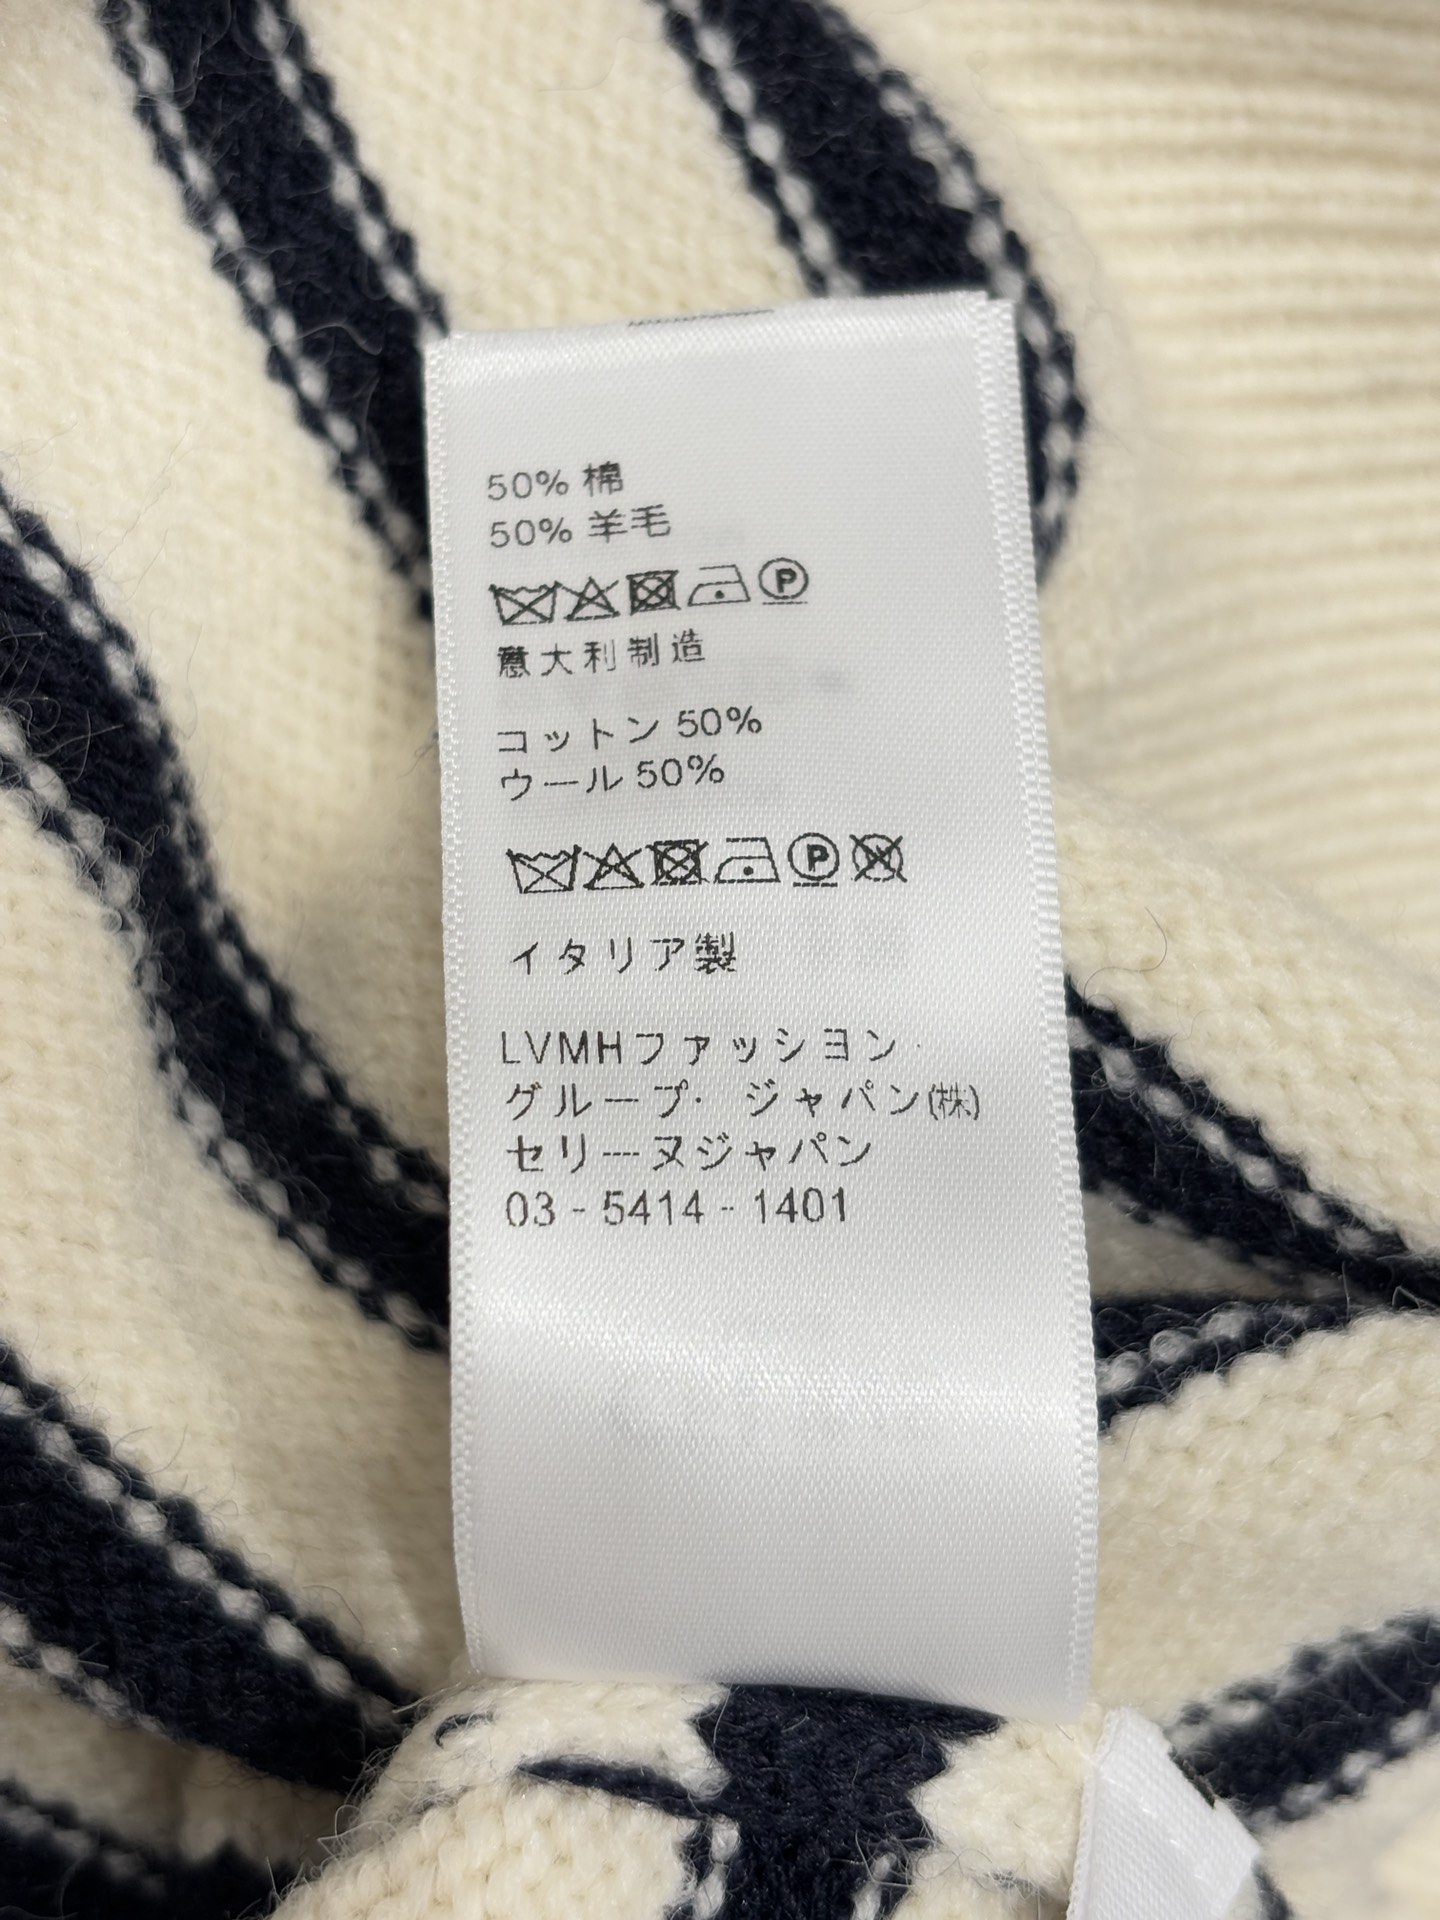 50% 棉
50% 羊毛
P
意大利制造
コットン 50%
ウール 50%
P W
イタリア製
LVMHファッション・
グループ・ジャパン(株)
セリーヌジャパン
03 - 5414 - 1401